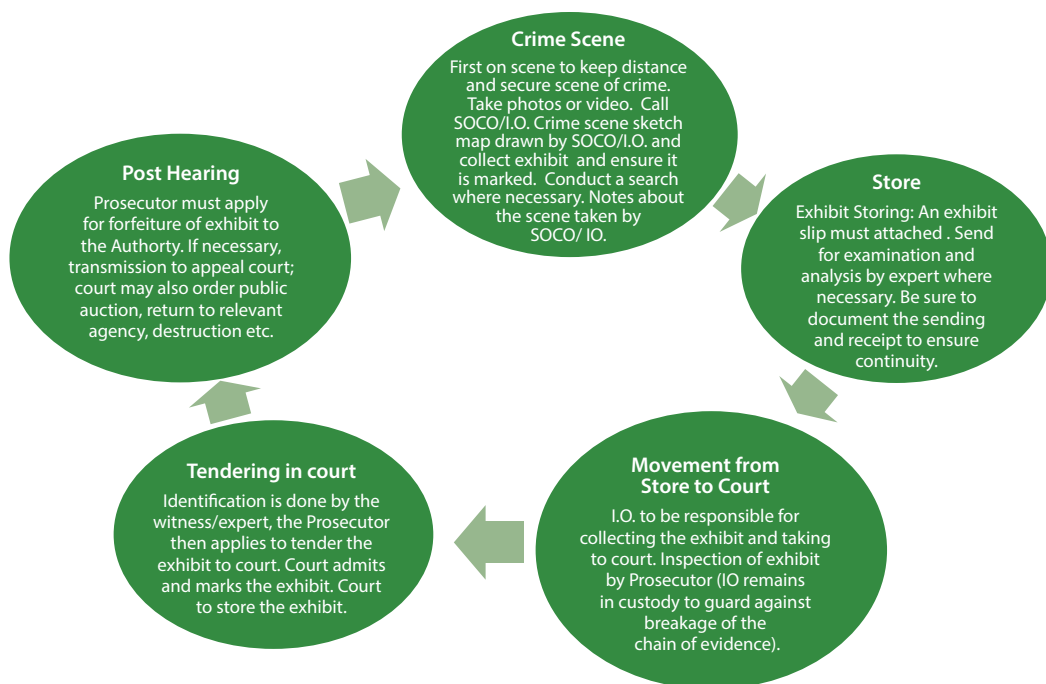 Crime Scene
First on scene to keep distance
and secure scene of crime.
Take photos or video. Call
SOCO/I.O. Crime scene sketch
map drawn by SOCO/I.O. and
collect exhibit and ensure it
is marked. Conduct a search
where necessary. Notes about
the scene taken by
SOCO/ IO.
Store
Exhibit Storing: An exhibit
slip must attached . Send
for examination and
analysis by expert where
necessary. Be sure to
document the sending
and receipt to ensure
continuity.
Movement from
Store to Court
I.O. to be responsible for
collecting the exhibit and taking
to court. Inspection of exhibit
by Prosecutor (IO remains
in custody to guard against
breakage of the
chain of evidence).
Tendering in court
Identification is done by the
witness/expert, the Prosecutor
then applies to tender the
exhibit to court. Court admits
and marks the exhibit. Court
to store the exhibit.
Post Hearing
Prosecutor must apply
for forfeiture of exhibit to
the Authorty. If necessary,
transmission to appeal court;
court may also order public
auction, return to relevant
agency, destruction etc.